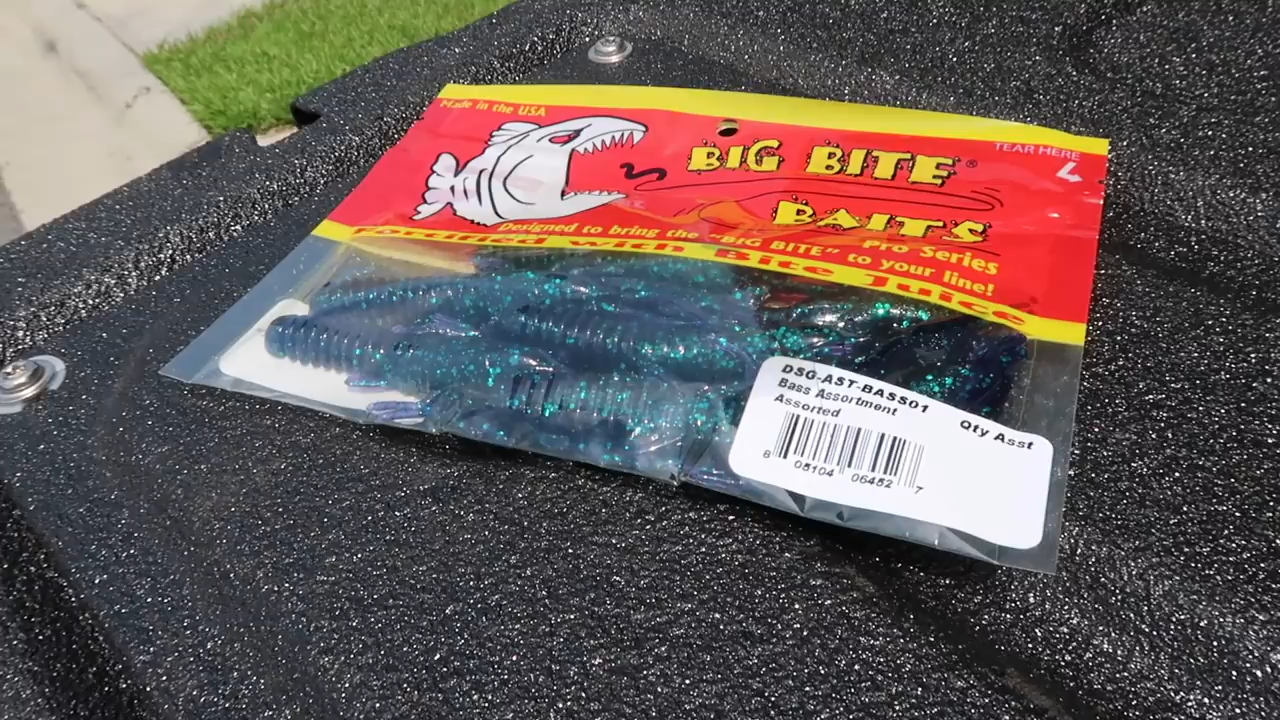 Made in the USA
BIG BITE®
BAITS
TEAR HERE
Pro Series
Designed to bring the "BIG BITE" to your line!
Fortified with Bite Juice
DSG-AST-BASS01
Bass Assortment
Assorted
Qty Asst
8 05104 06452 7